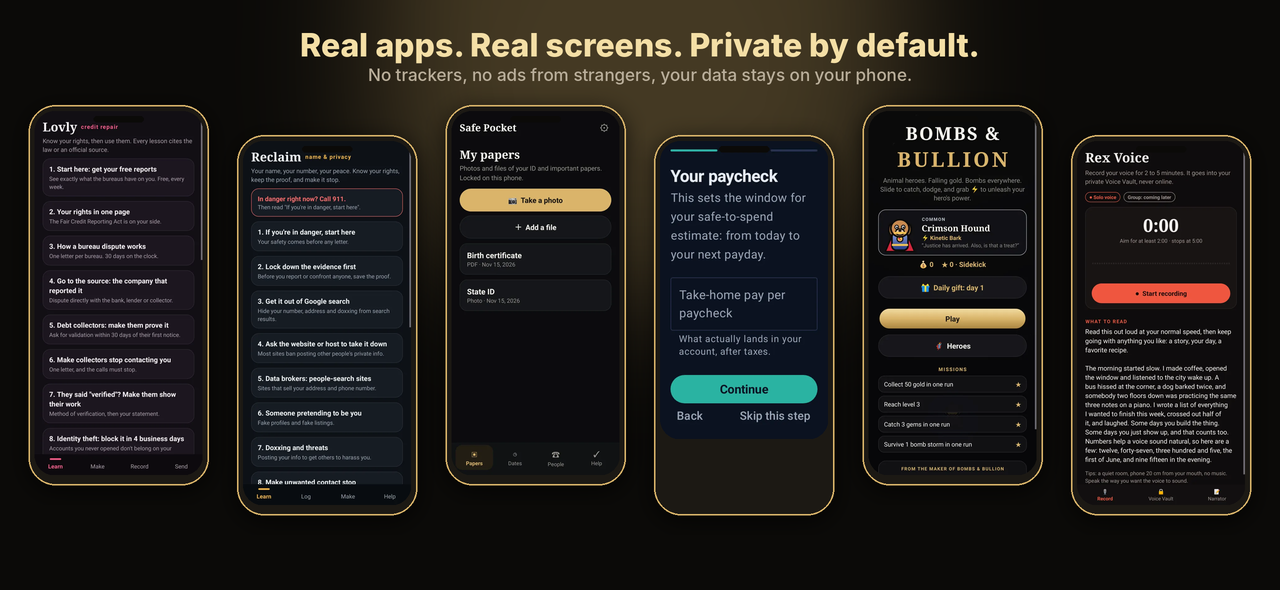 Real apps. Real screens. Private by default.
No trackers, no ads from strangers, your data stays on your phone.
Lovly credit repair
Know your rights, then use them. Every lesson cites the
law or an official source.
1. Start here: get your free reports
See exactly what the bureaus have on you. Free, every
week.
2. Your rights in one page
The Fair Credit Reporting Act is on your side.
3. How a bureau dispute works
One letter per bureau. 30 days on the clock.
4. Go to the source: the company that
reported it
Dispute directly with the bank, lender or collector.
5. Debt collectors: make them prove it
Ask for validation within 30 days of their first notice.
6. Make collectors stop contacting you
One letter, and the calls must stop.
7. They said "verified"? Make them show
their work
Method of verification, then your statement.
8. Identity theft: block it in 4 business days
Accounts you never opened don't belong on your
Learn
Make
Record
Send
Reclaim name & privacy
Your name, your number, your peace. Know your rights,
keep the proof, and make it stop.
In danger right now? Call 911.
Then read "If you're in danger, start here".
1. If you're in danger, start here
Your safety comes before any letter.
2. Lock down the evidence first
Before you report or confront anyone, save the proof.
3. Get it out of Google search
Hide your number, address and doxxing from search
results.
4. Ask the website or host to take it down
Most sites ban posting other people's private info.
5. Data brokers: people-search sites
Sites that sell your address and phone number.
6. Someone pretending to be you
Fake profiles and fake listings.
7. Doxxing and threats
Posting your info to get others to harass you.
8. Make unwanted contact stop
Learn
Log
Make
Help
Safe Pocket
My papers
Photos and files of your ID and important papers.
Locked on this phone.
Take a photo
+ Add a file
Birth certificate
PDF · Nov 15, 2026
State ID
Photo · Nov 15, 2026
Papers
Dates
People
Help
Your paycheck
This sets the window for
your safe-to-spend
estimate: from today to
your next payday.
Take-home pay per
paycheck
What actually lands in your
account, after taxes.
Continue
Back
Skip this step
BOMBS &
BULLION
Animal heroes. Falling gold. Bombs everywhere.
Slide to catch, dodge, and grab ⚡ to unleash your
hero's power.
COMMON
Crimson Hound
⚡ Kinetic Bark
"Justice has arrived. Also, is that a treat?"
0 ★ 0 · Sidekick
Daily gift: day 1
Play
Heroes
MISSIONS
Collect 50 gold in one run ★
Reach level 3 ★
Catch 3 gems in one run ★
Survive 1 bomb storm in one run ★
FROM THE MAKER OF BOMBS & BULLION
Rex Voice
Record your voice for 2 to 5 minutes. It goes into your
private Voice Vault, never online.
● Solo voice
Group: coming later
0:00
Aim for at least 2:00 · stops at 5:00
● Start recording
WHAT TO READ
Read this out loud at your normal speed, then keep
going with anything you like: a story, your day, a
favorite recipe.
The morning started slow. I made coffee, opened
the window and listened to the city wake up. A
bus hissed at the corner, a dog barked twice, and
somebody two floors down was practicing the same
three notes on a piano. I wrote a list of everything
I wanted to finish this week, crossed out half of
it, and laughed. Some days you build the thing.
Some days you just show up, and that counts too.
Numbers help a voice sound natural, so here are a
few: twelve, forty-seven, three hundred and five, the
first of June, and nine fifteen in the evening.
Tips: a quiet room, phone 20 cm from your mouth, no music.
Speak the way you want the voice to sound.
Record
Voice Vault
Narrator